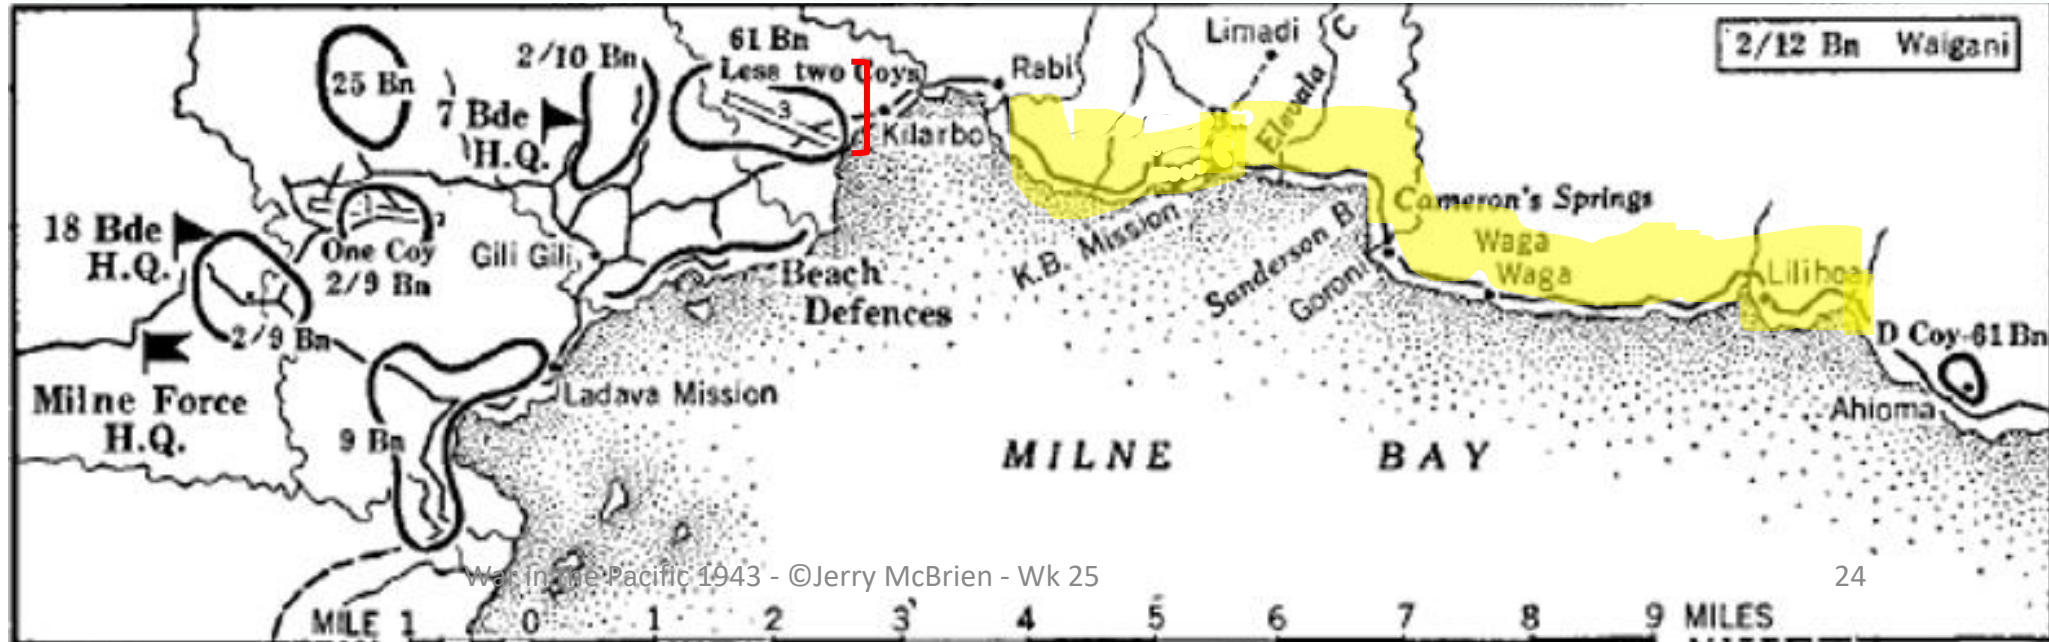 61 Bn
Less two Coys
2/10 Bn
25 Bn
7 Bde
H.Q.
3
Kilarbo
Rabi
Limadi
Elevala C
2/12 Bn Waigani
18 Bde
H.Q.
1
2
One Coy
2/9 Bn
Gili Gili
2/9 Bn
Beach
Defences
K.B. Mission
Sanderson B.
Goroni
Cameron's Springs
Waga
Waga
Lilihoa
D Coy-61 Bn
Ahioma
Milne Force
H.Q.
9 Bn
Ladava Mission
MILNE BAY
War in the Pacific 1943 - ©Jerry McBrien - Wk 25
24
MILE 1 0 1 2 3 4 5 6 7 8 9 MILES